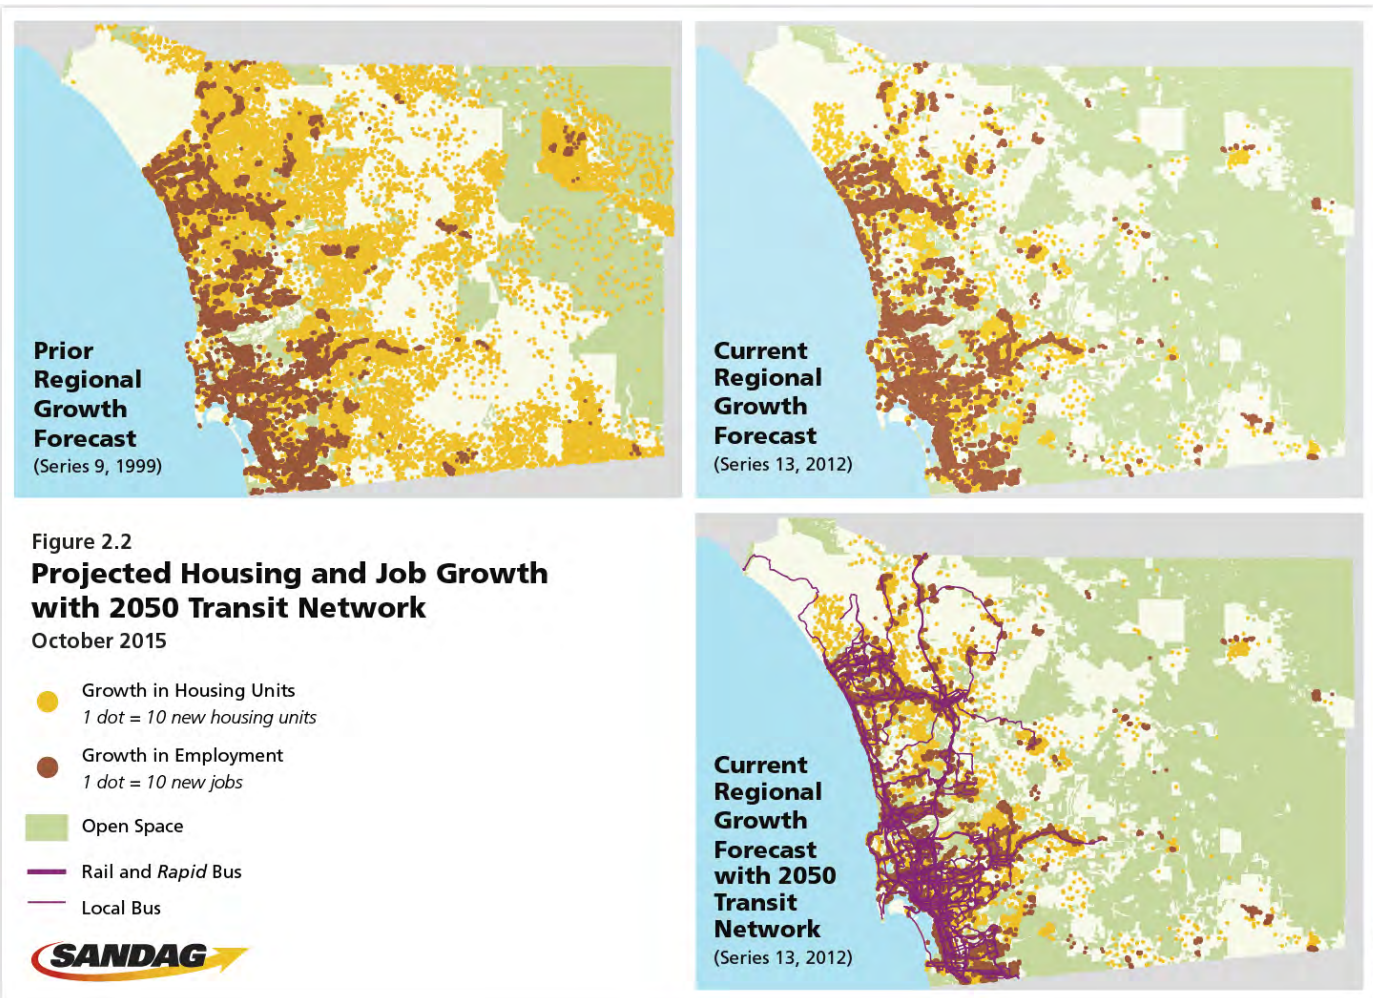 Prior
Regional
Growth
Forecast
(Series 9, 1999)
Current
Regional
Growth
Forecast
(Series 13, 2012)
Figure 2.2
Projected Housing and Job Growth
with 2050 Transit Network
October 2015
Growth in Housing Units
1 dot = 10 new housing units
Growth in Employment
1 dot = 10 new jobs
Open Space
Rail and Rapid Bus
Local Bus
SANDAG
Current
Regional
Growth
Forecast
with 2050
Transit
Network
(Series 13, 2012)